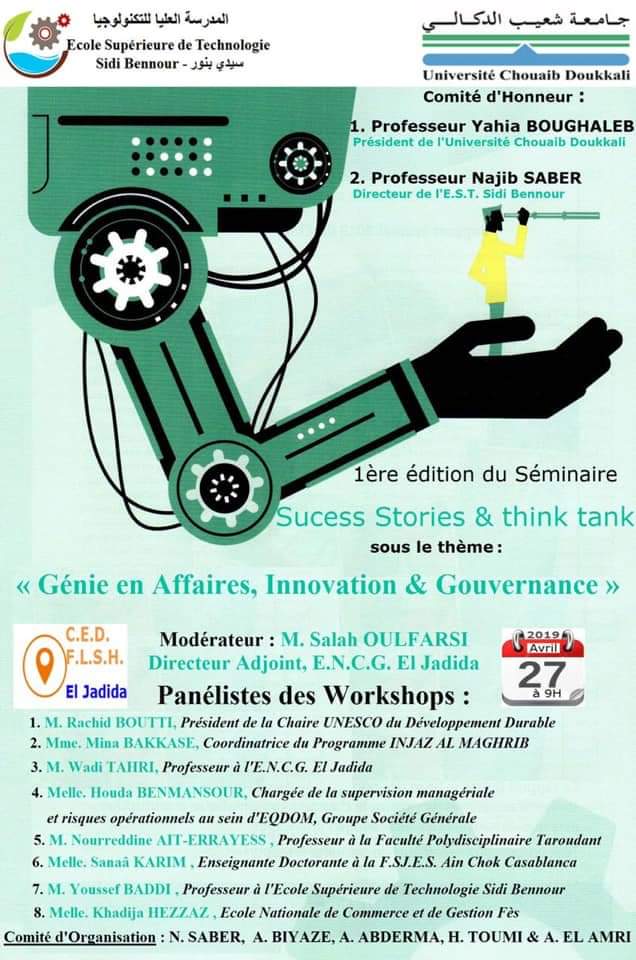 المدرسة العليا للتكنولوجيا
Ecole Supérieure de Technologie
Sidi Bennour - سيدي بنور
جامعة شعيب الدكالي
Université Chouaib Doukkali
Comité d'Honneur :
1. Professeur Yahia BOUGHALEB
Président de l'Université Chouaib Doukkali
2. Professeur Najib SABER
Directeur de l'E.S.T. Sidi Bennour
1ère édition du Séminaire
Sucess Stories & think tank
sous le thème :
« Génie en Affaires, Innovation & Gouvernance »
C.E.D.
F.L.S.H.
El Jadida
Modérateur : M. Salah OULFARSI
Directeur Adjoint, E.N.C.G. El Jadida
2019
Avril
27
à 9H
Panélistes des Workshops :
1. M. Rachid BOUTTI, Président de la Chaire UNESCO du Développement Durable
2. Mme. Mina BAKKASE, Coordinatrice du Programme INJAZ AL MAGHRIB
3. M. Wadi TAHRI, Professeur à l'E.N.C.G. El Jadida
4. Melle. Houda BENMANSOUR, Chargée de la supervision managériale
et risques opérationnels au sein d'EQDOM, Groupe Société Générale
5. M. Nourreddine AIT-ERRAYESS , Professeur à la Faculté Polydisciplinaire Taroudant
6. Melle. Sanaâ KARIM , Enseignante Doctorante à la F.SJ.E.S. Ain Chok Casablanca
7. M. Youssef BADDI , Professeur à l'Ecole Supérieure de Technologie Sidi Bennour
8. Melle. Khadija HEZZAZ , Ecole Nationale de Commerce et de Gestion Fès
Comité d'Organisation : N. SABER, A. BIYAZE, A. ABDERMA, H. TOUMI & A. EL AMRI